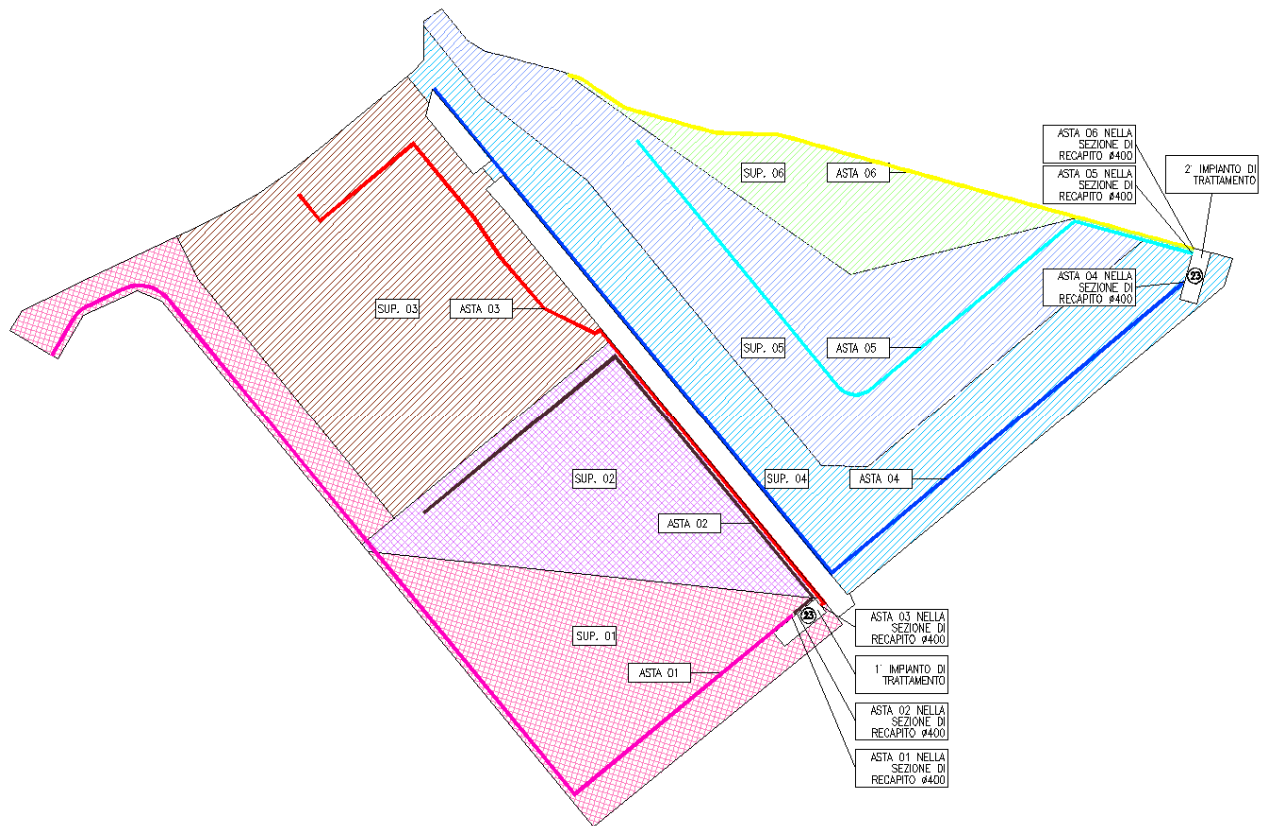 ASTA 06 NELLA
SEZIONE DI
RECAPITO ø400
ASTA 05 NELLA
SEZIONE DI
RECAPITO ø400
2° IMPIANTO DI
TRATTAMENTO
SUP. 06
ASTA 06
ASTA 04 NELLA
SEZIONE DI
RECAPITO ø400
23
SUP. 03
ASTA 03
SUP. 05
ASTA 05
SUP. 02
SUP. 04
ASTA 04
ASTA 02
23
SUP. 01
ASTA 01
ASTA 03 NELLA
SEZIONE DI
RECAPITO ø400
1° IMPIANTO DI
TRATTAMENTO
ASTA 02 NELLA
SEZIONE DI
RECAPITO ø400
ASTA 01 NELLA
SEZIONE DI
RECAPITO ø400